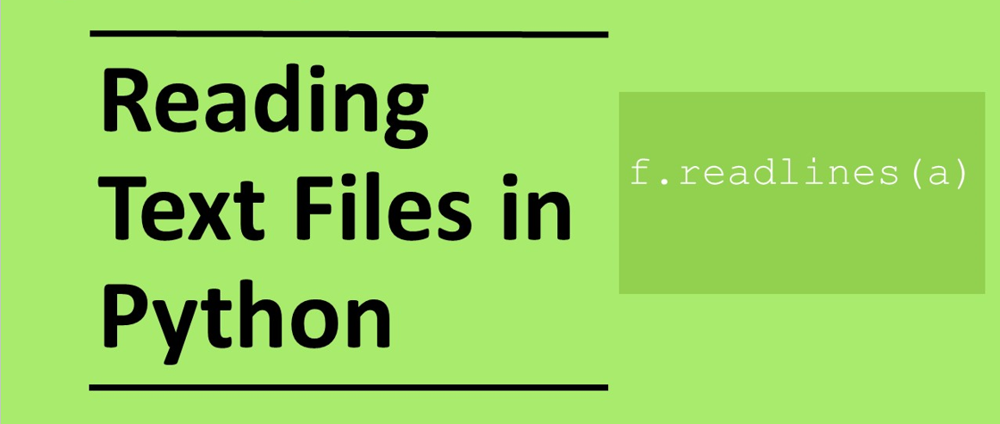 Reading
Text Files in
Python
f.readlines(a)